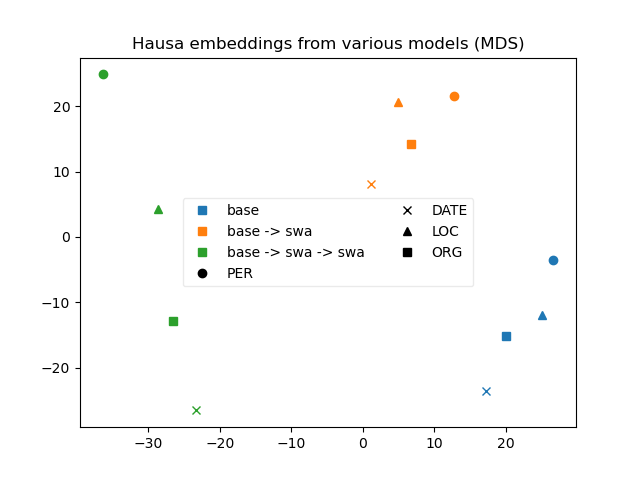 Hausa embeddings from various models (MDS)
20
10
0
−10
−20
base
base -> swa
base -> swa -> swa
PER
DATE
LOC
ORG
−30 −20 −10 0 10 20